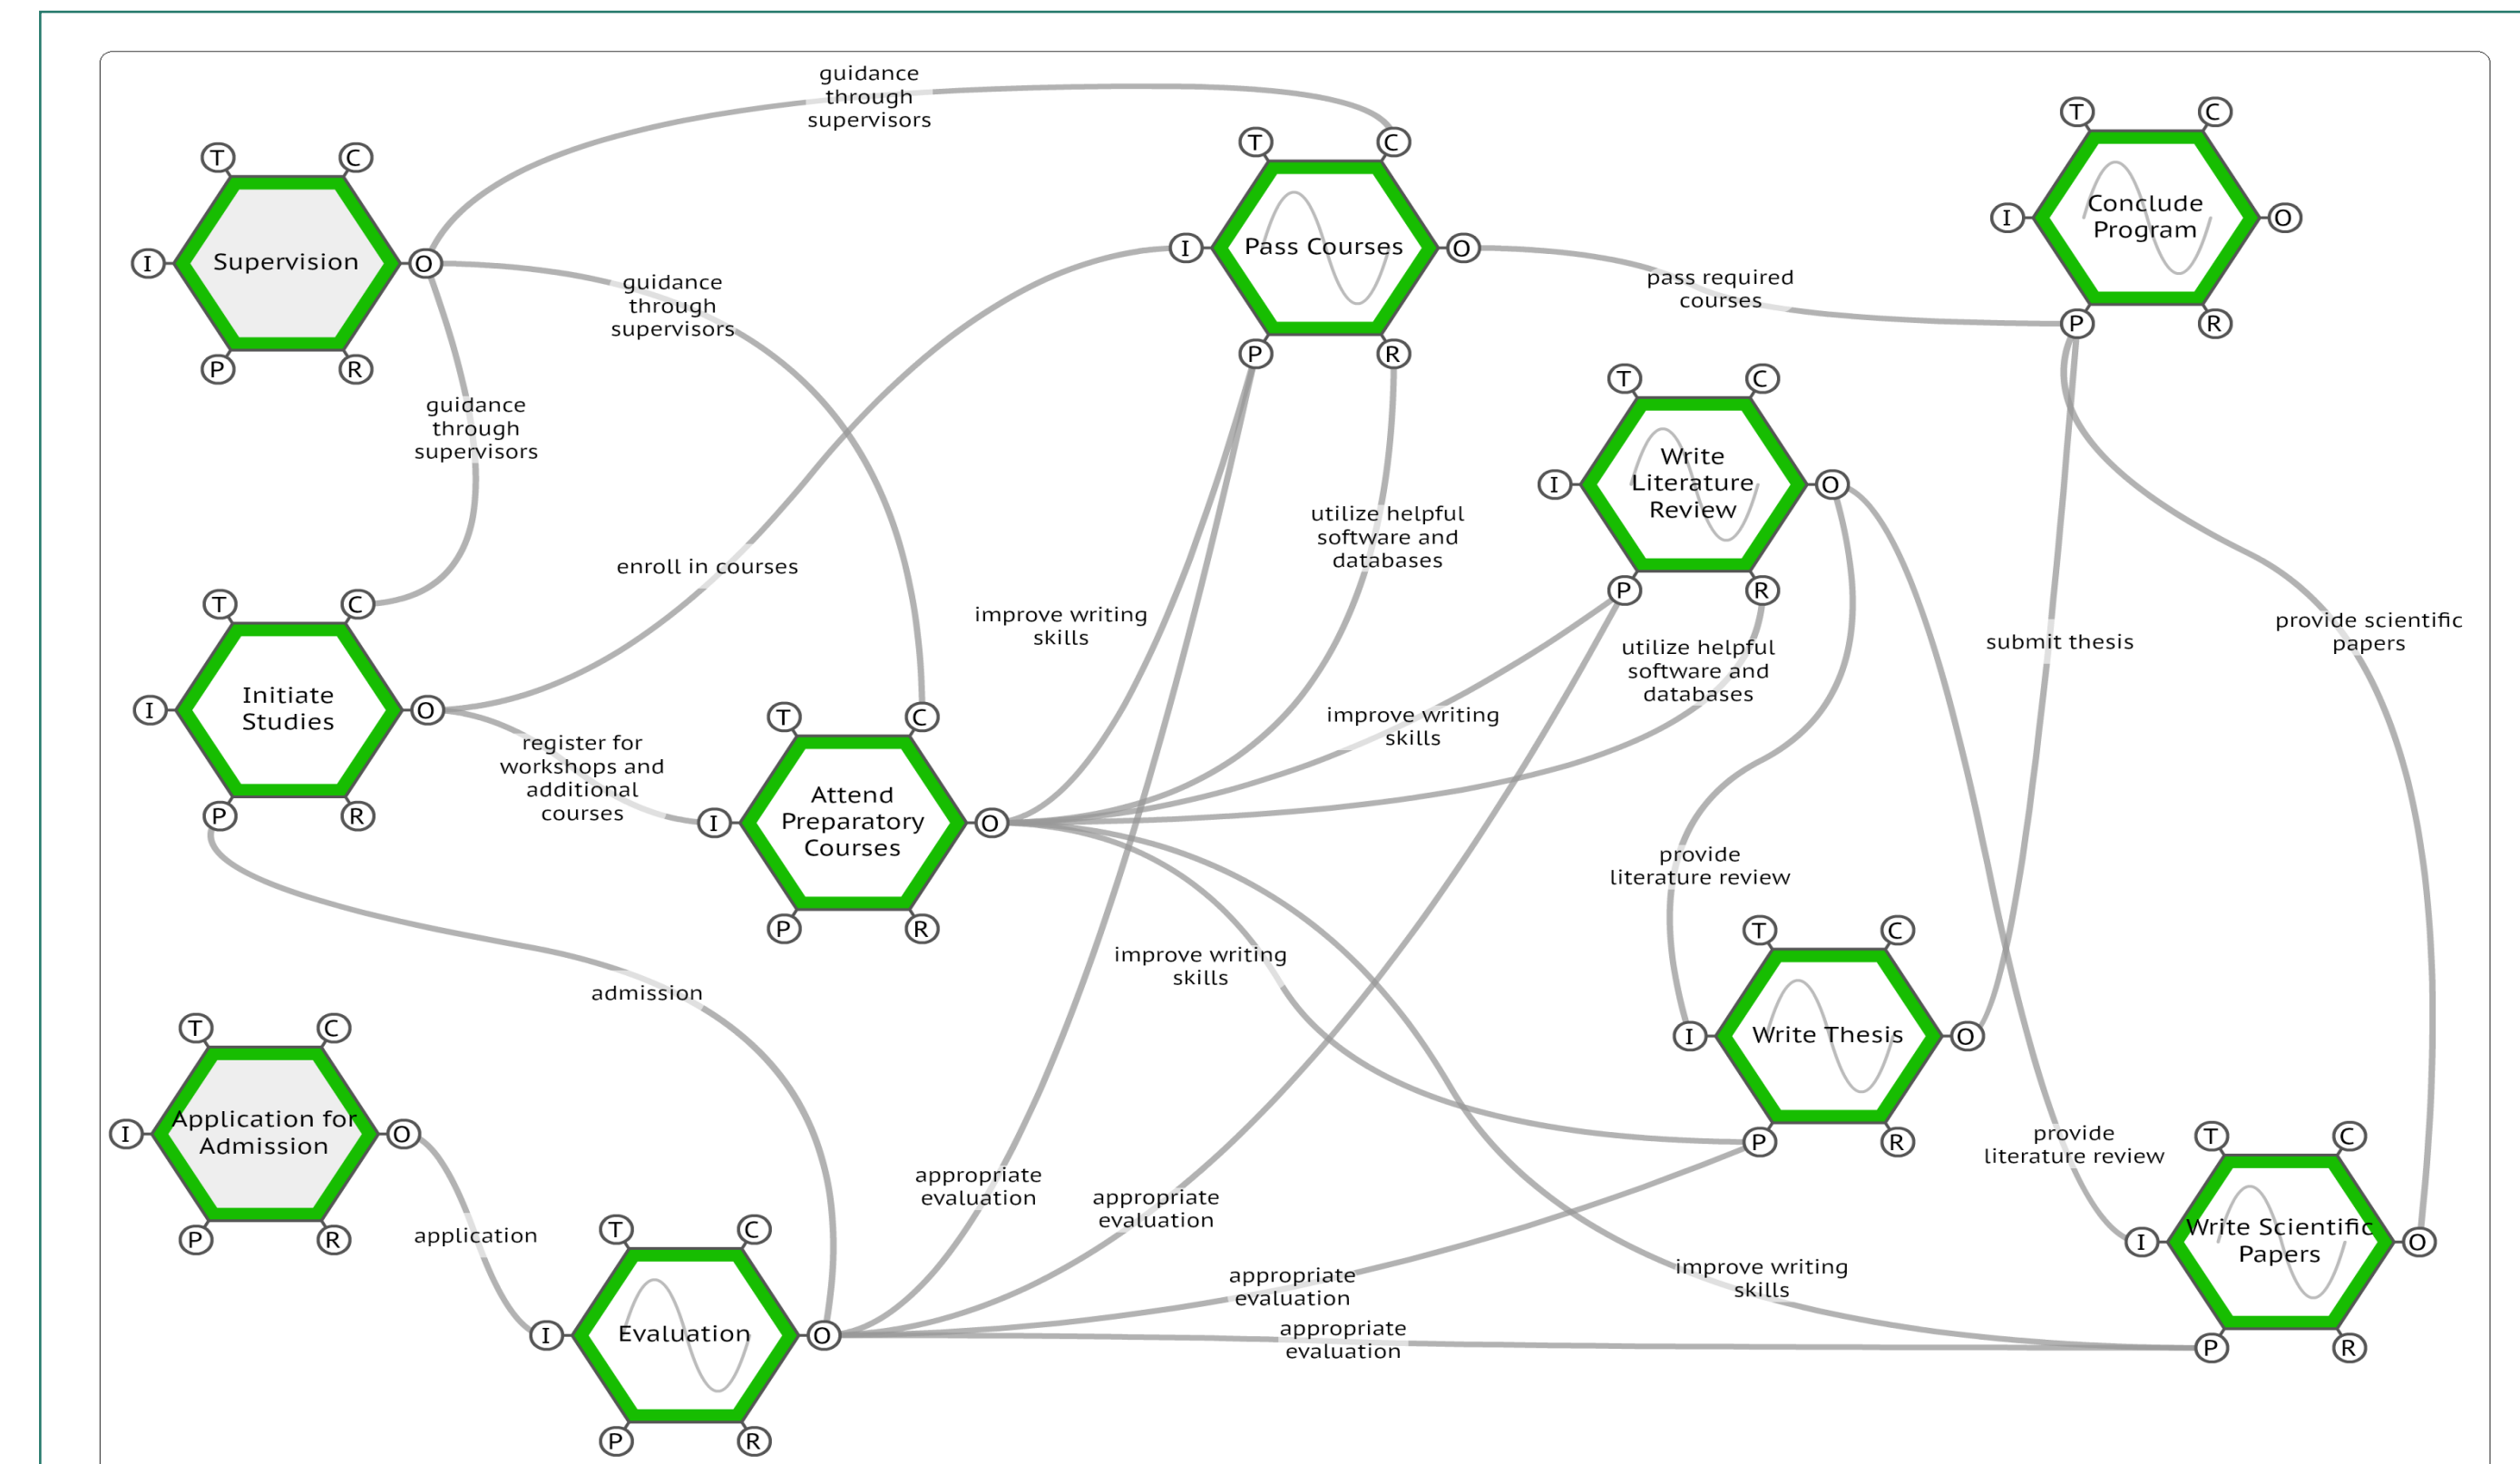 guidance
through
supervisors
T
C
I
Supervision
O
P
R
T
C
I
Pass Courses
O
P
R
T
C
I
Conclude
Program
O
P
R
guidance
through
supervisors
pass required
courses
guidance
through
supervisors
T
C
I
Write
Literature
Review
O
P
R
utilize helpful
software and
databases
enroll in courses
improve writing
skills
utilize helpful
software and
databases
submit thesis
provide scientific
papers
T
C
I
Initiate
Studies
O
P
R
improve writing
skills
register for
workshops and
additional
courses
T
C
I
Attend
Preparatory
Courses
O
P
R
provide
literature review
improve writing
skills
admission
T
C
I
Write Thesis
O
P
R
T
C
I
Application for
Admission
O
P
R
provide
literature review
T
C
I
Write Scientific
Papers
O
P
R
appropriate
evaluation
appropriate
evaluation
application
appropriate
evaluation
improve writing
skills
appropriate
evaluation
T
C
I
Evaluation
O
P
R